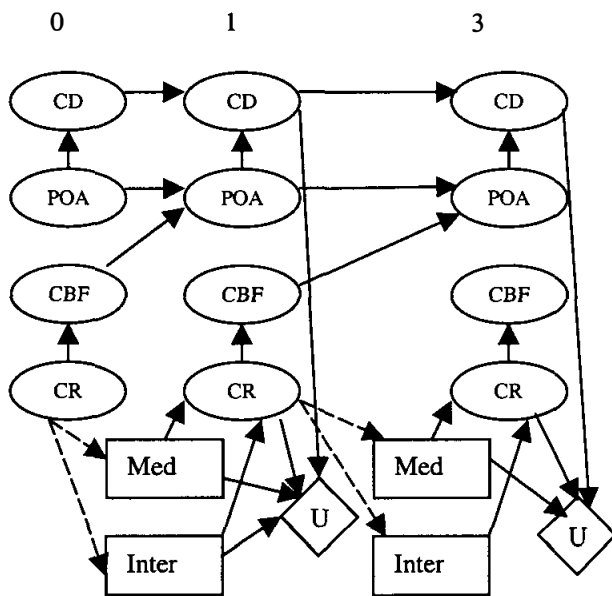 0 1 3
CD CD CD
POA POA POA
CBF CBF CBF
CR CR CR
Med Med
U U
Inter Inter